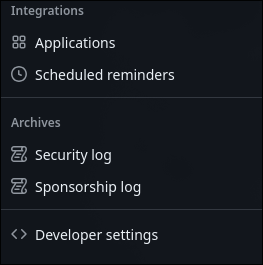 Integrations
Applications
Scheduled reminders
Archives
Security log
Sponsorship log
Developer settings